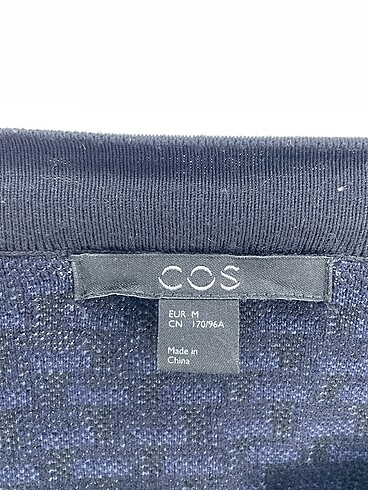 COS
EUR M
CN 170/96A
Made in
China